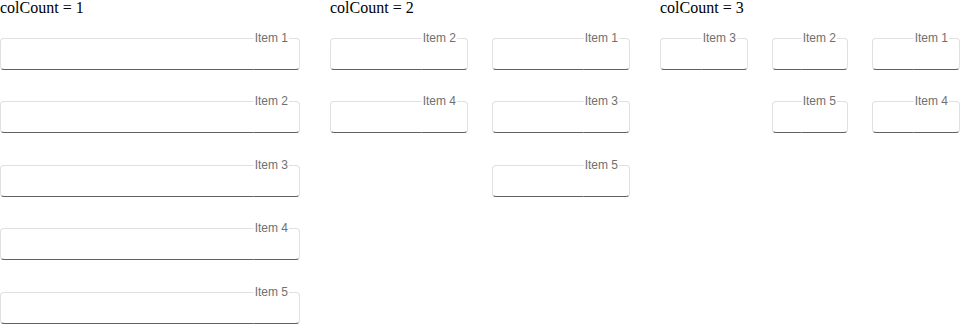 colCount = 1
Item 1
Item 2
Item 3
Item 4
Item 5
colCount = 2
Item 2 Item 1
Item 4 Item 3
Item 5
colCount = 3
Item 3 Item 2 Item 1
Item 5 Item 4